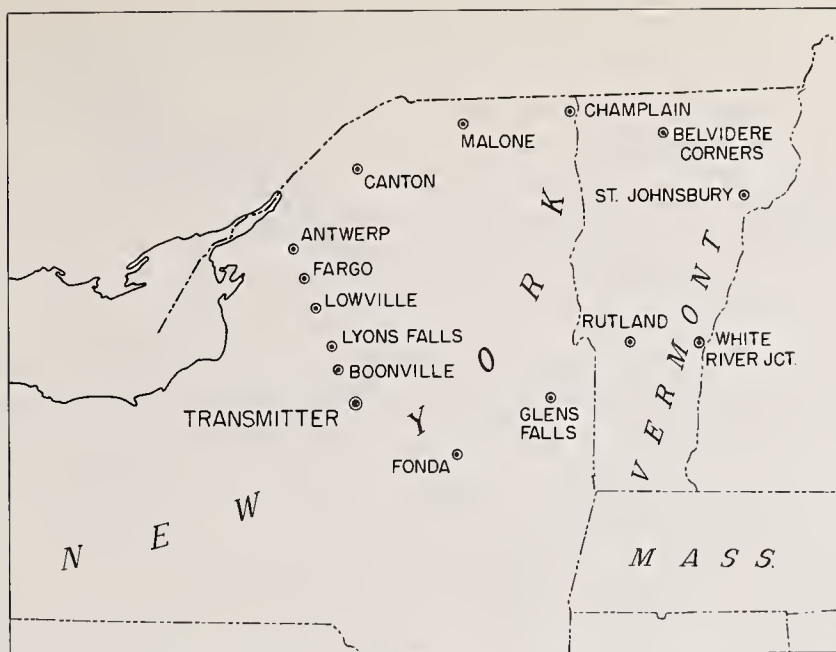 CHAMPLAIN
MALONE
BELVIDERE
CORNERS
CANTON
ST. JOHNSBURY
ANTWERP
FARGO
LOWVILLE
RUTLAND
WHITE
RIVER JCT.
LYONS FALLS
BOONVILLE
TRANSMITTER
GLENS
FALLS
FONDA
NEW YORK
VERMONT
MASS.